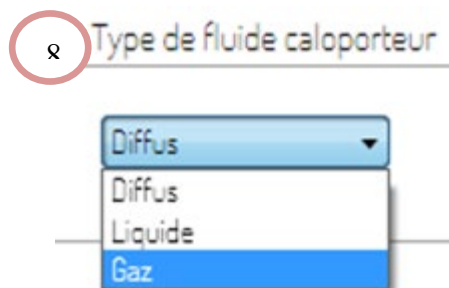 8 Type de fluide caloporteur
Diffus
Diffus
Liquide
Gaz